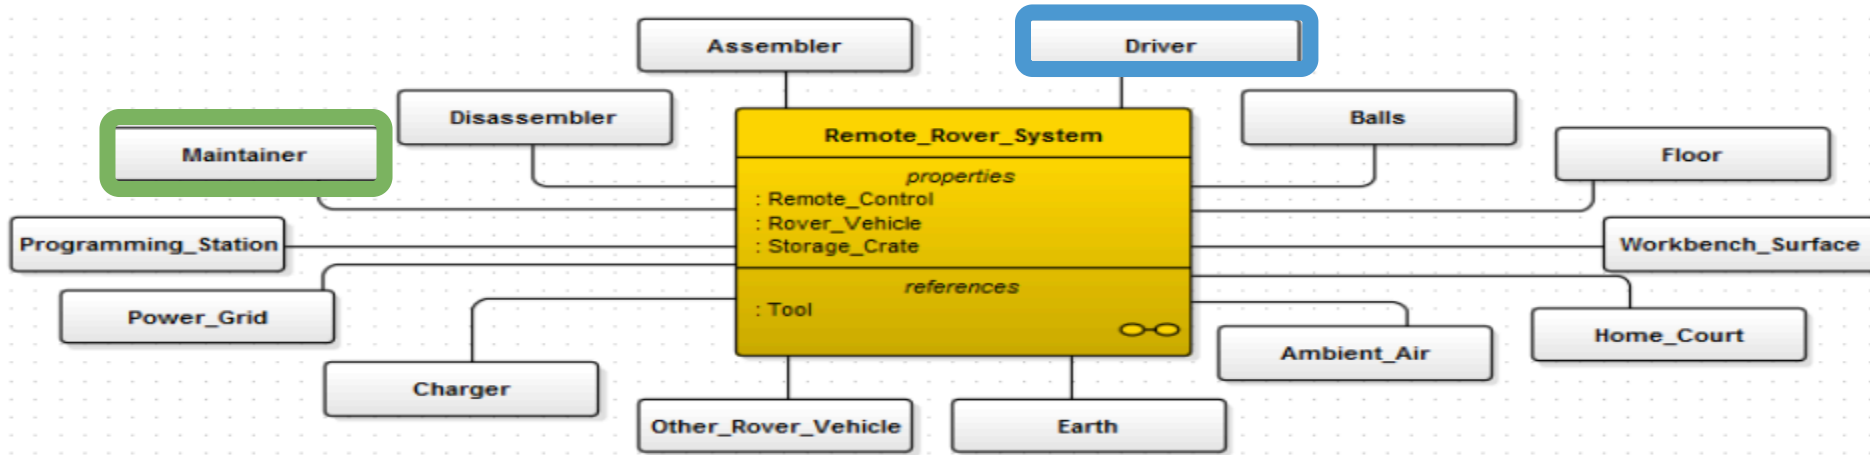 Assembler
Driver
Disassembler
Balls
Maintainer
Remote_Rover_System
Floor
properties
: Remote_Control
: Rover_Vehicle
: Storage_Crate
Programming_Station
Workbench_Surface
references
: Tool
Power_Grid
Home_Court
Ambient_Air
Charger
Other_Rover_Vehicle
Earth